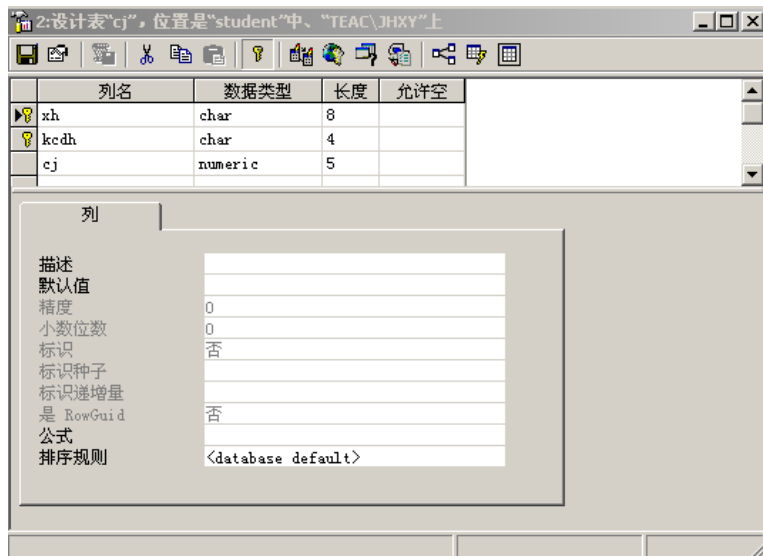 2:设计表"cj"，位置是"student"中、"TEAC\JHXY"上
列名 数据类型 长度 允许空
xh char 8
kcdh char 4
cj numeric 5
列
描述
默认值
精度 0
小数位数 0
标识 否
标识种子
标识递增量
是 RowGuid 否
公式
排序规则 <database default>